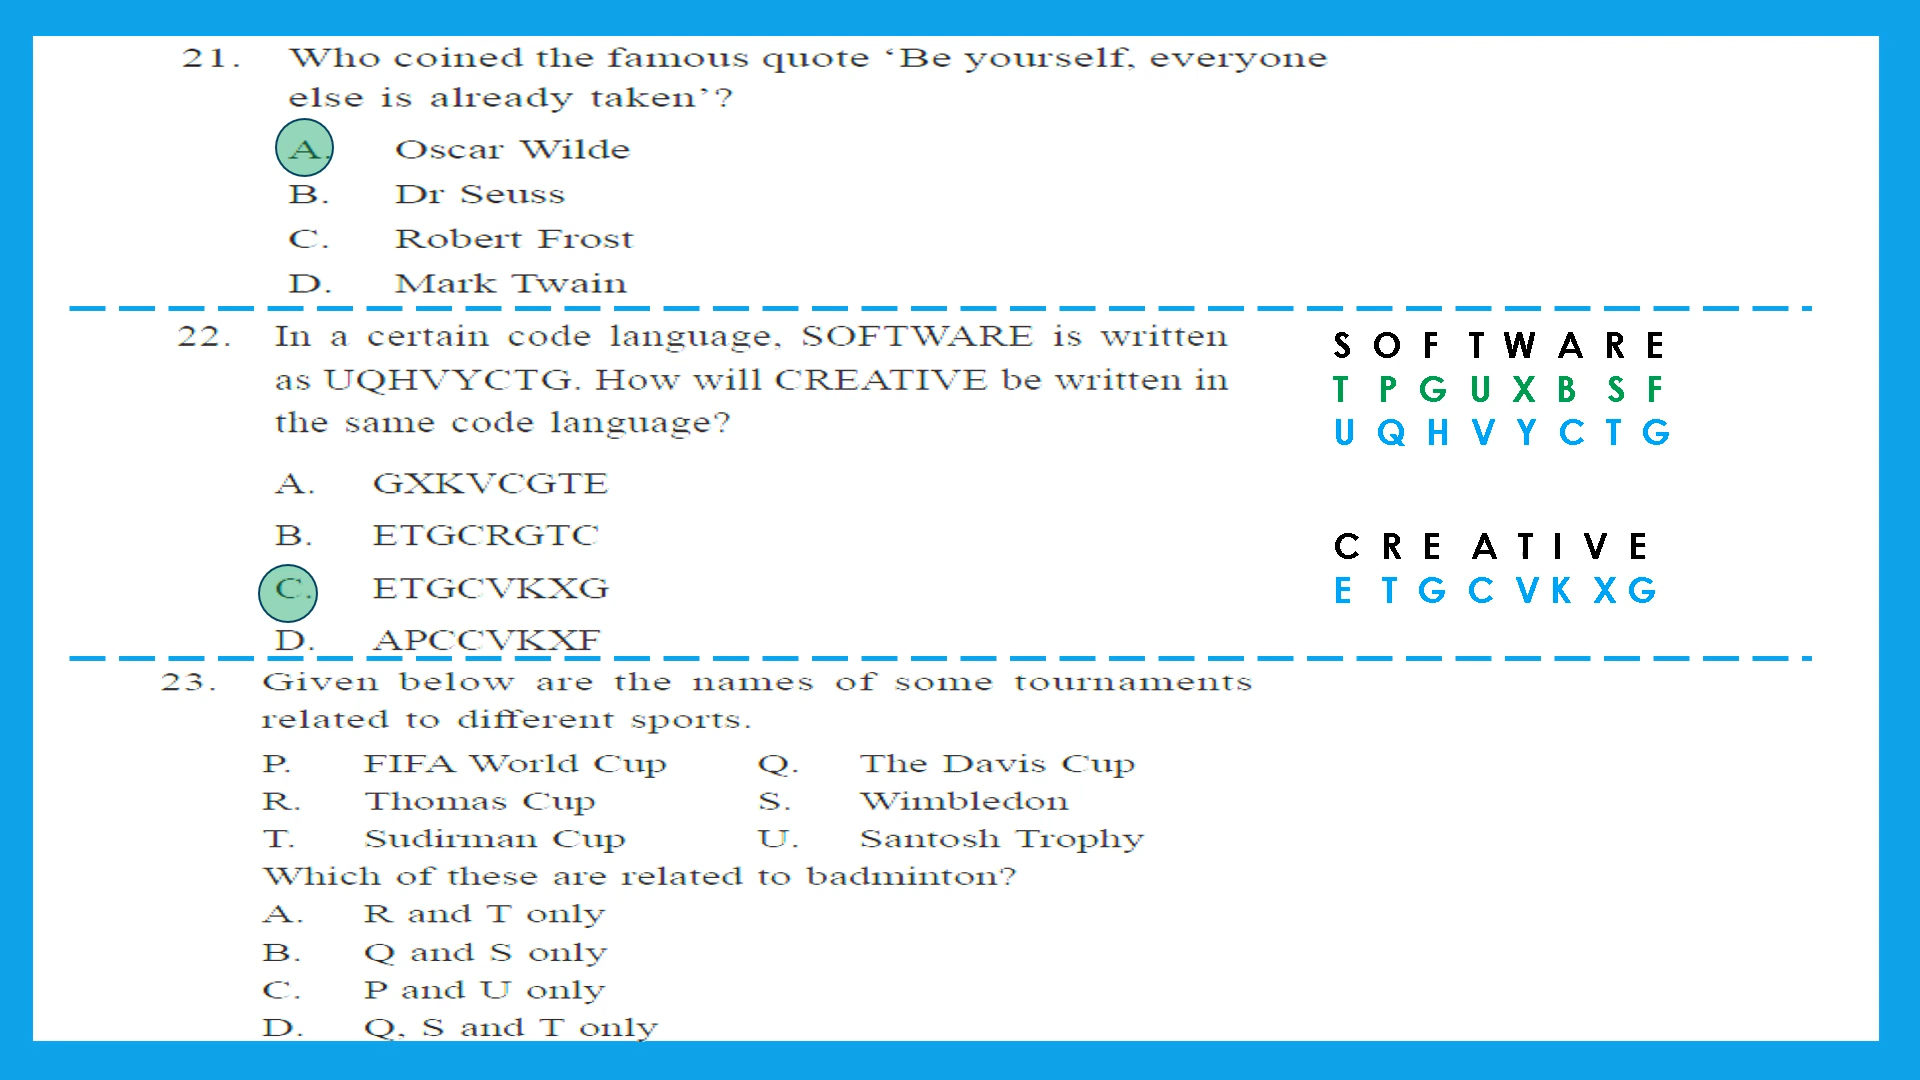 21. Who coined the famous quote ‘Be yourself, everyone
else is already taken’?
A. Oscar Wilde
B. Dr Seuss
C. Robert Frost
D. Mark Twain
22. In a certain code language, SOFTWARE is written
as UQHVYCTG. How will CREATIVE be written in
the same code language?
A. GXKVCGTE
B. ETGCRGTC
C. ETGCVKXG
D. APCCVKXF
S O F T W A R E
T P G U X B S F
U Q H V Y C T G
C R E A T I V E
E T G C V K X G
23. Given below are the names of some tournaments
related to different sports.
P. FIFA World Cup Q. The Davis Cup
R. Thomas Cup S. Wimbledon
T. Sudirman Cup U. Santosh Trophy
Which of these are related to badminton?
A. R and T only
B. Q and S only
C. P and U only
D. Q, S and T only